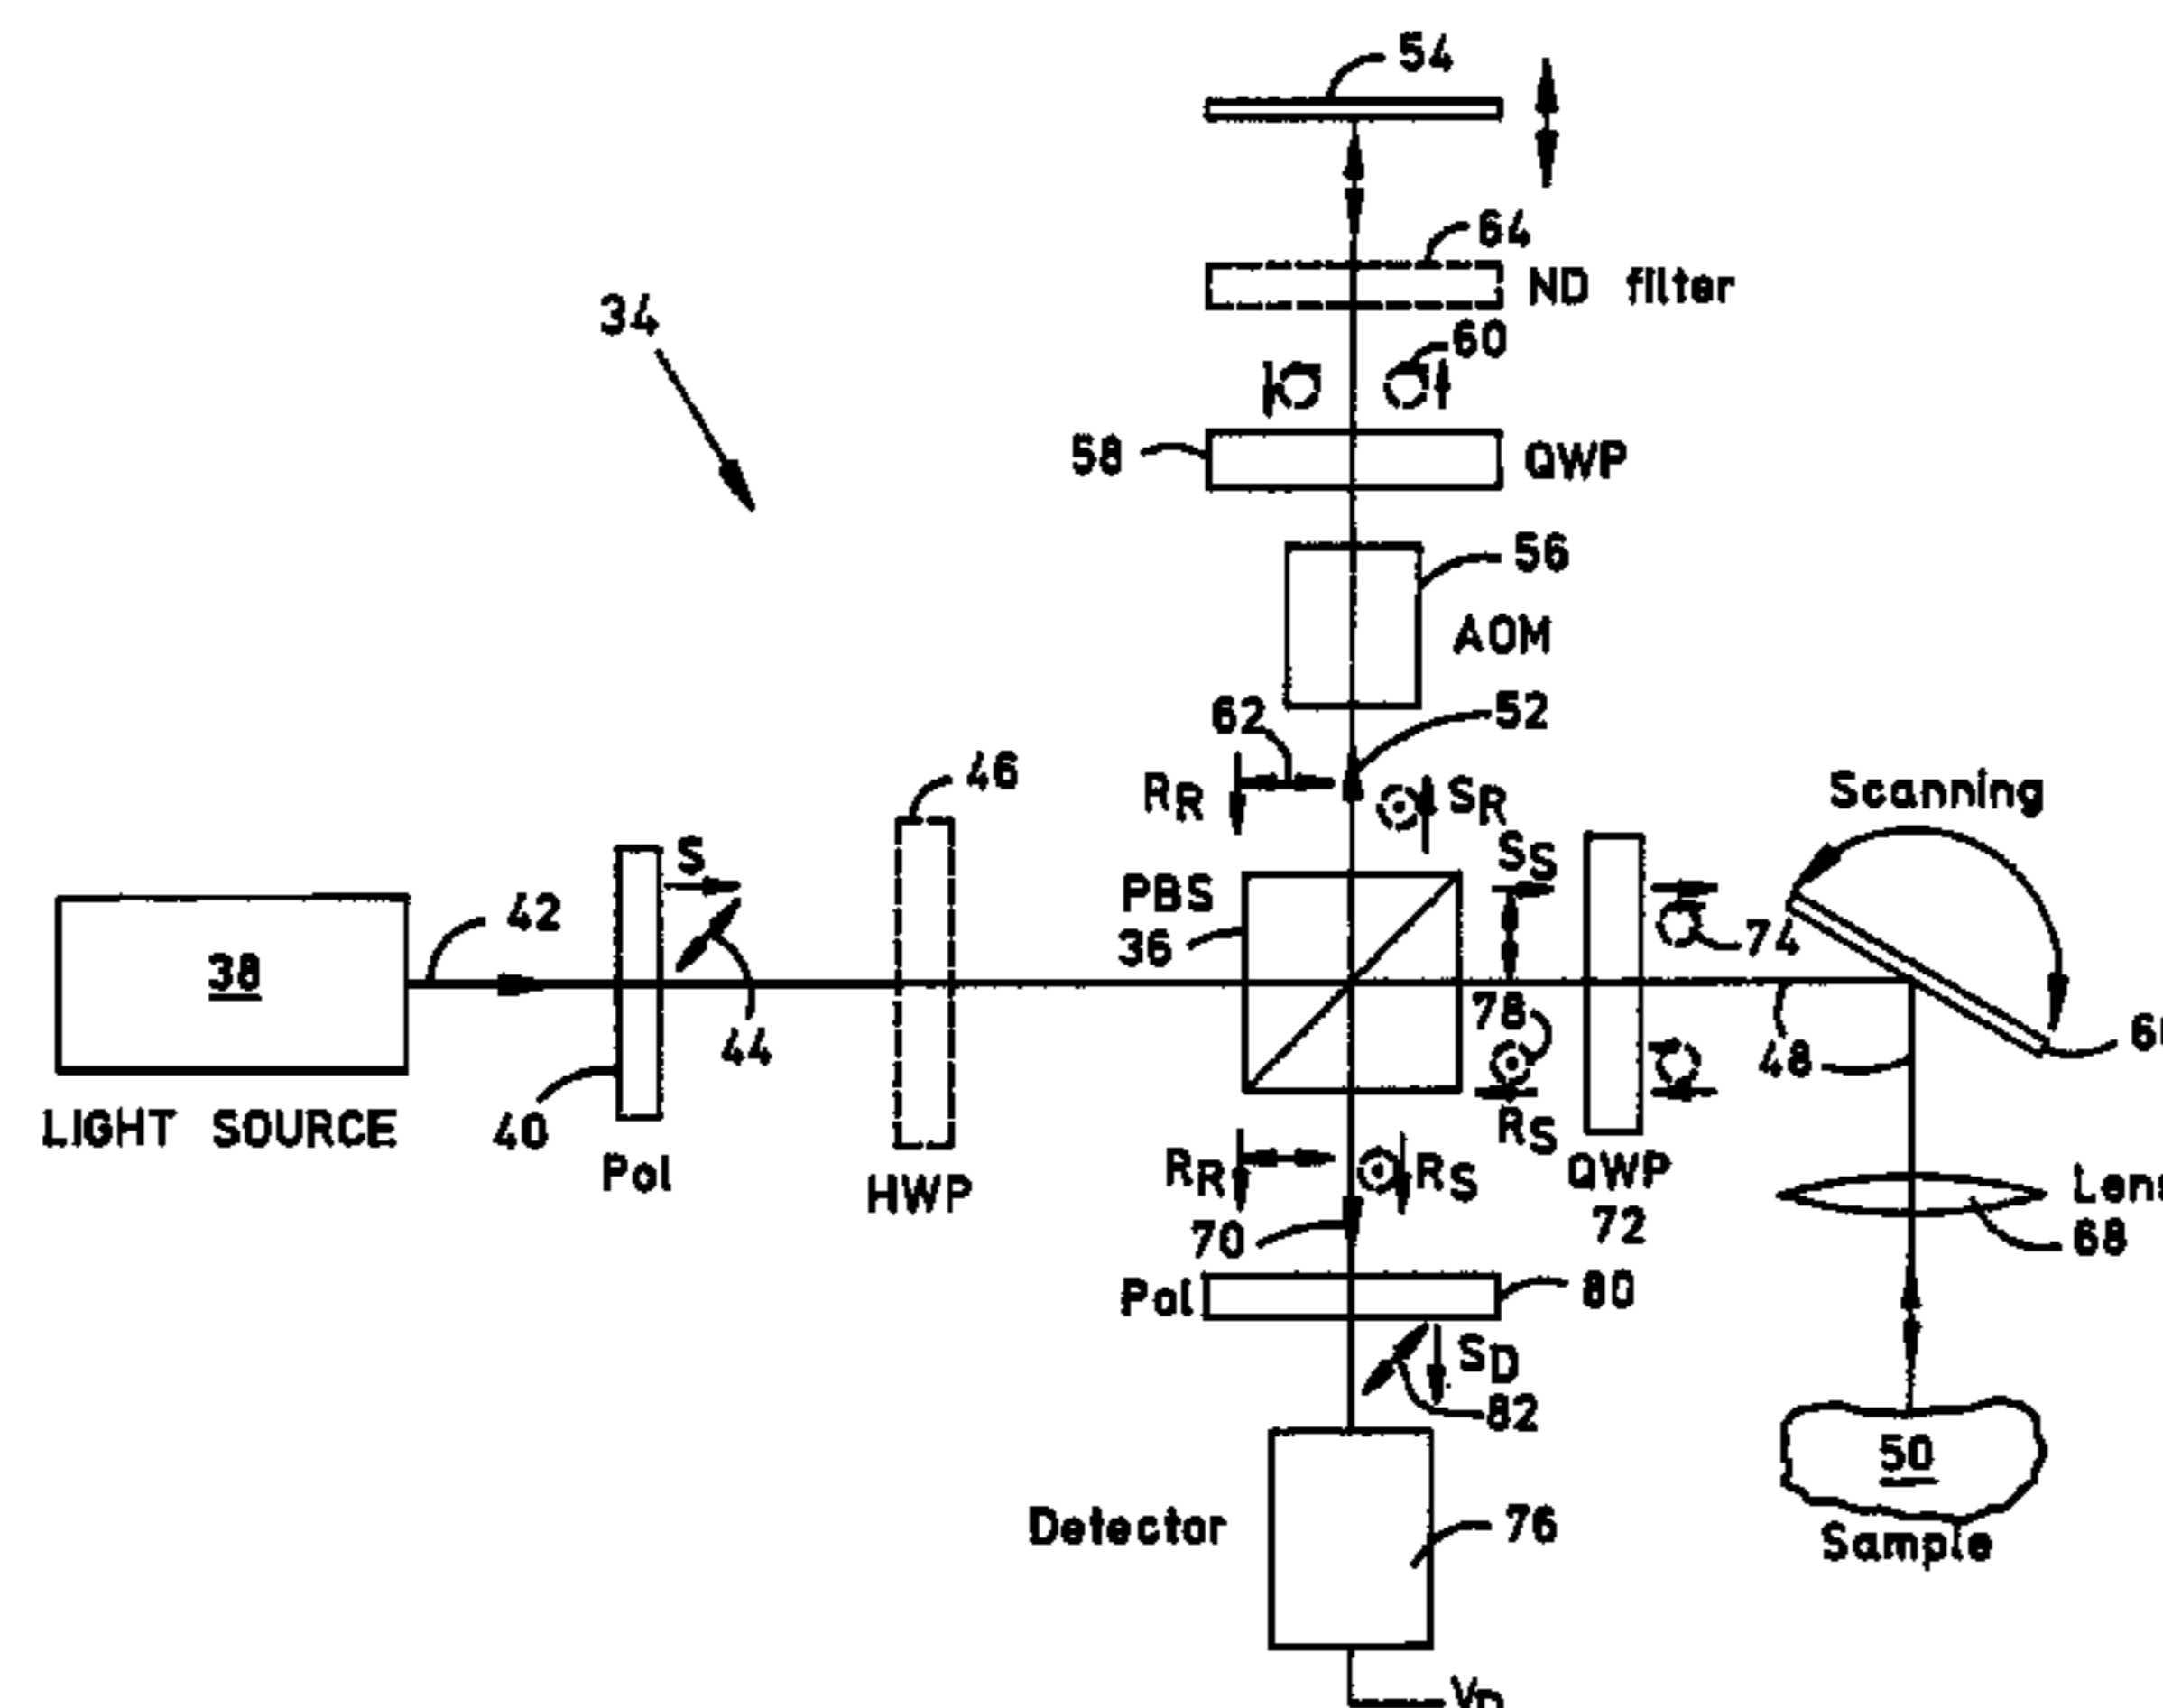 54
64
ND filter
34
60
58
QWP
56
AOM
62
52
46
RR
SR
Scanning
S
SS
42
PBS
36
74
38
78
44
48
40
RS
LIGHT SOURCE
Pol
RR
RS
QWP
72
HWP
70
68
Pol
80
SD
82
50
Detector
76
Sample